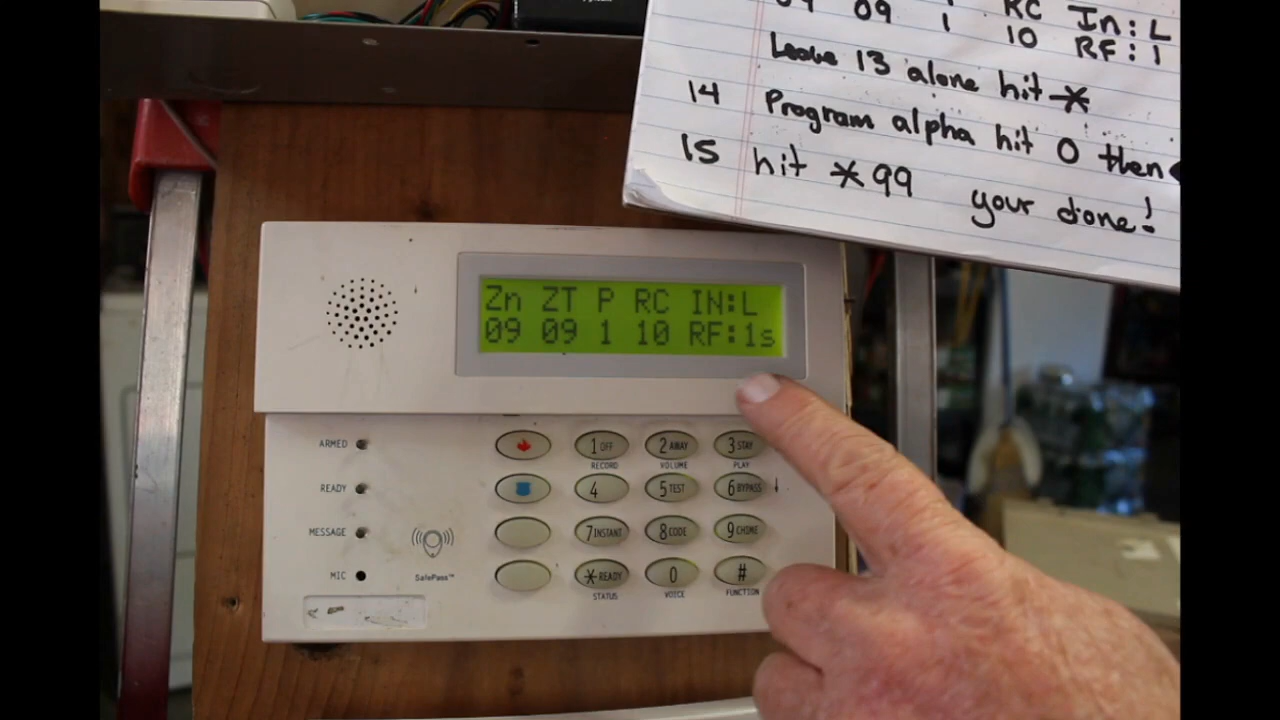 09 1 RC In:L
10 RF:1
Leave 13 alone hit *
14 Program alpha hit 0 then
15 hit *99 your done!
Zn ZT P RC IN:L
09 09 1 10 RF:1s
ARMED
READY
MESSAGE
MIC
SafePass™
1 OFF 2 AWAY 3 STAY
RECORD VOLUME PLAY
4 5 TEST 6 BYPASS ↓
7 INSTANT 8 CODE 9 CHIME
* READY 0 #
STATUS VOICE FUNCTION